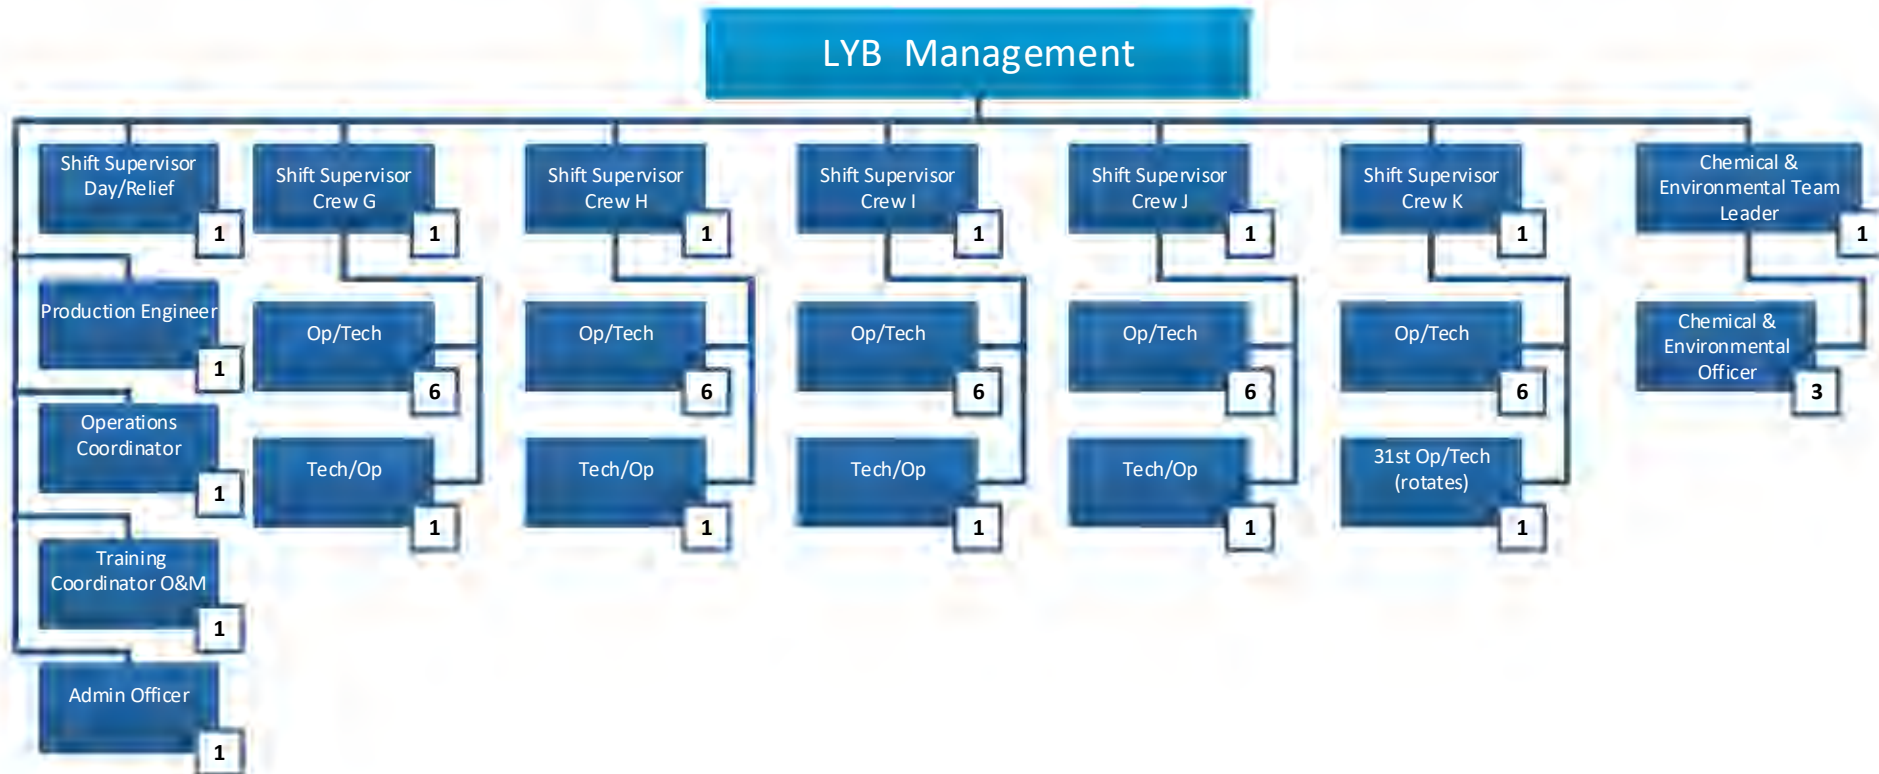 LYB Management
Shift Supervisor
Day/Relief
1
Shift Supervisor
Crew G
1
Shift Supervisor
Crew H
1
Shift Supervisor
Crew I
1
Shift Supervisor
Crew J
1
Shift Supervisor
Crew K
1
Chemical &
Environmental Team
Leader
1
Production Engineer
1
Op/Tech
6
Op/Tech
6
Op/Tech
6
Op/Tech
6
Op/Tech
6
Chemical &
Environmental
Officer
3
Operations
Coordinator
1
Tech/Op
1
Tech/Op
1
Tech/Op
1
Tech/Op
1
31st Op/Tech
(rotates)
1
Training
Coordinator O&M
1
Admin Officer
1